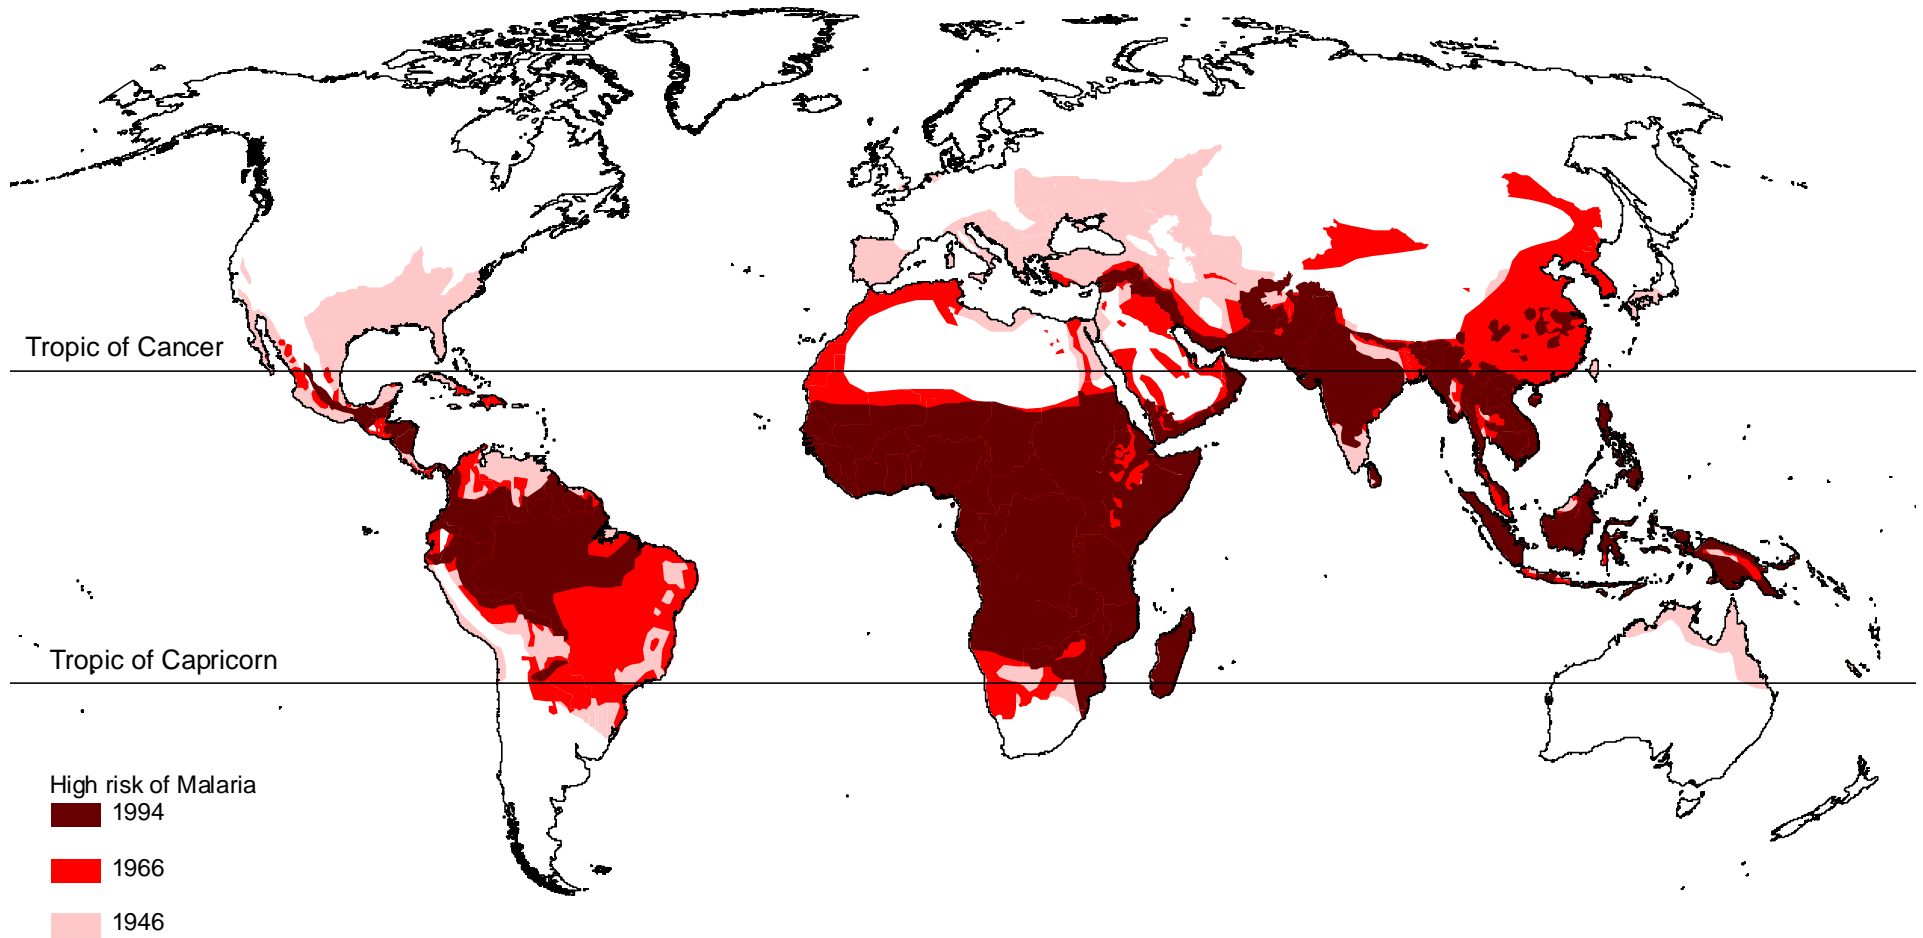 Tropic of Cancer
Tropic of Capricorn
High risk of Malaria
1994
1966
1946